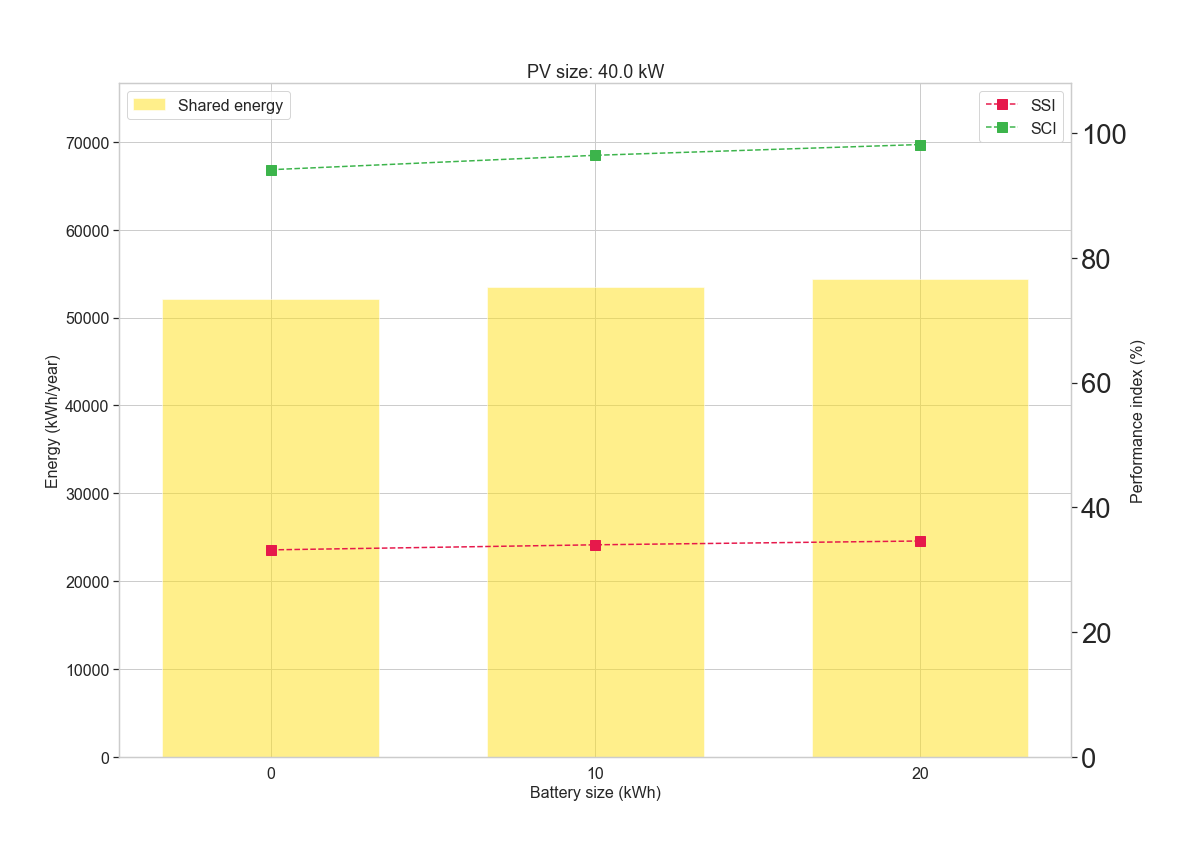 PV size: 40.0 kW
Shared energy
SSI
SCI
70000
60000
50000
40000
30000
20000
10000
0
Energy (kWh/year)
100
80
60
40
20
0
Performance index (%)
0
10
20
Battery size (kWh)